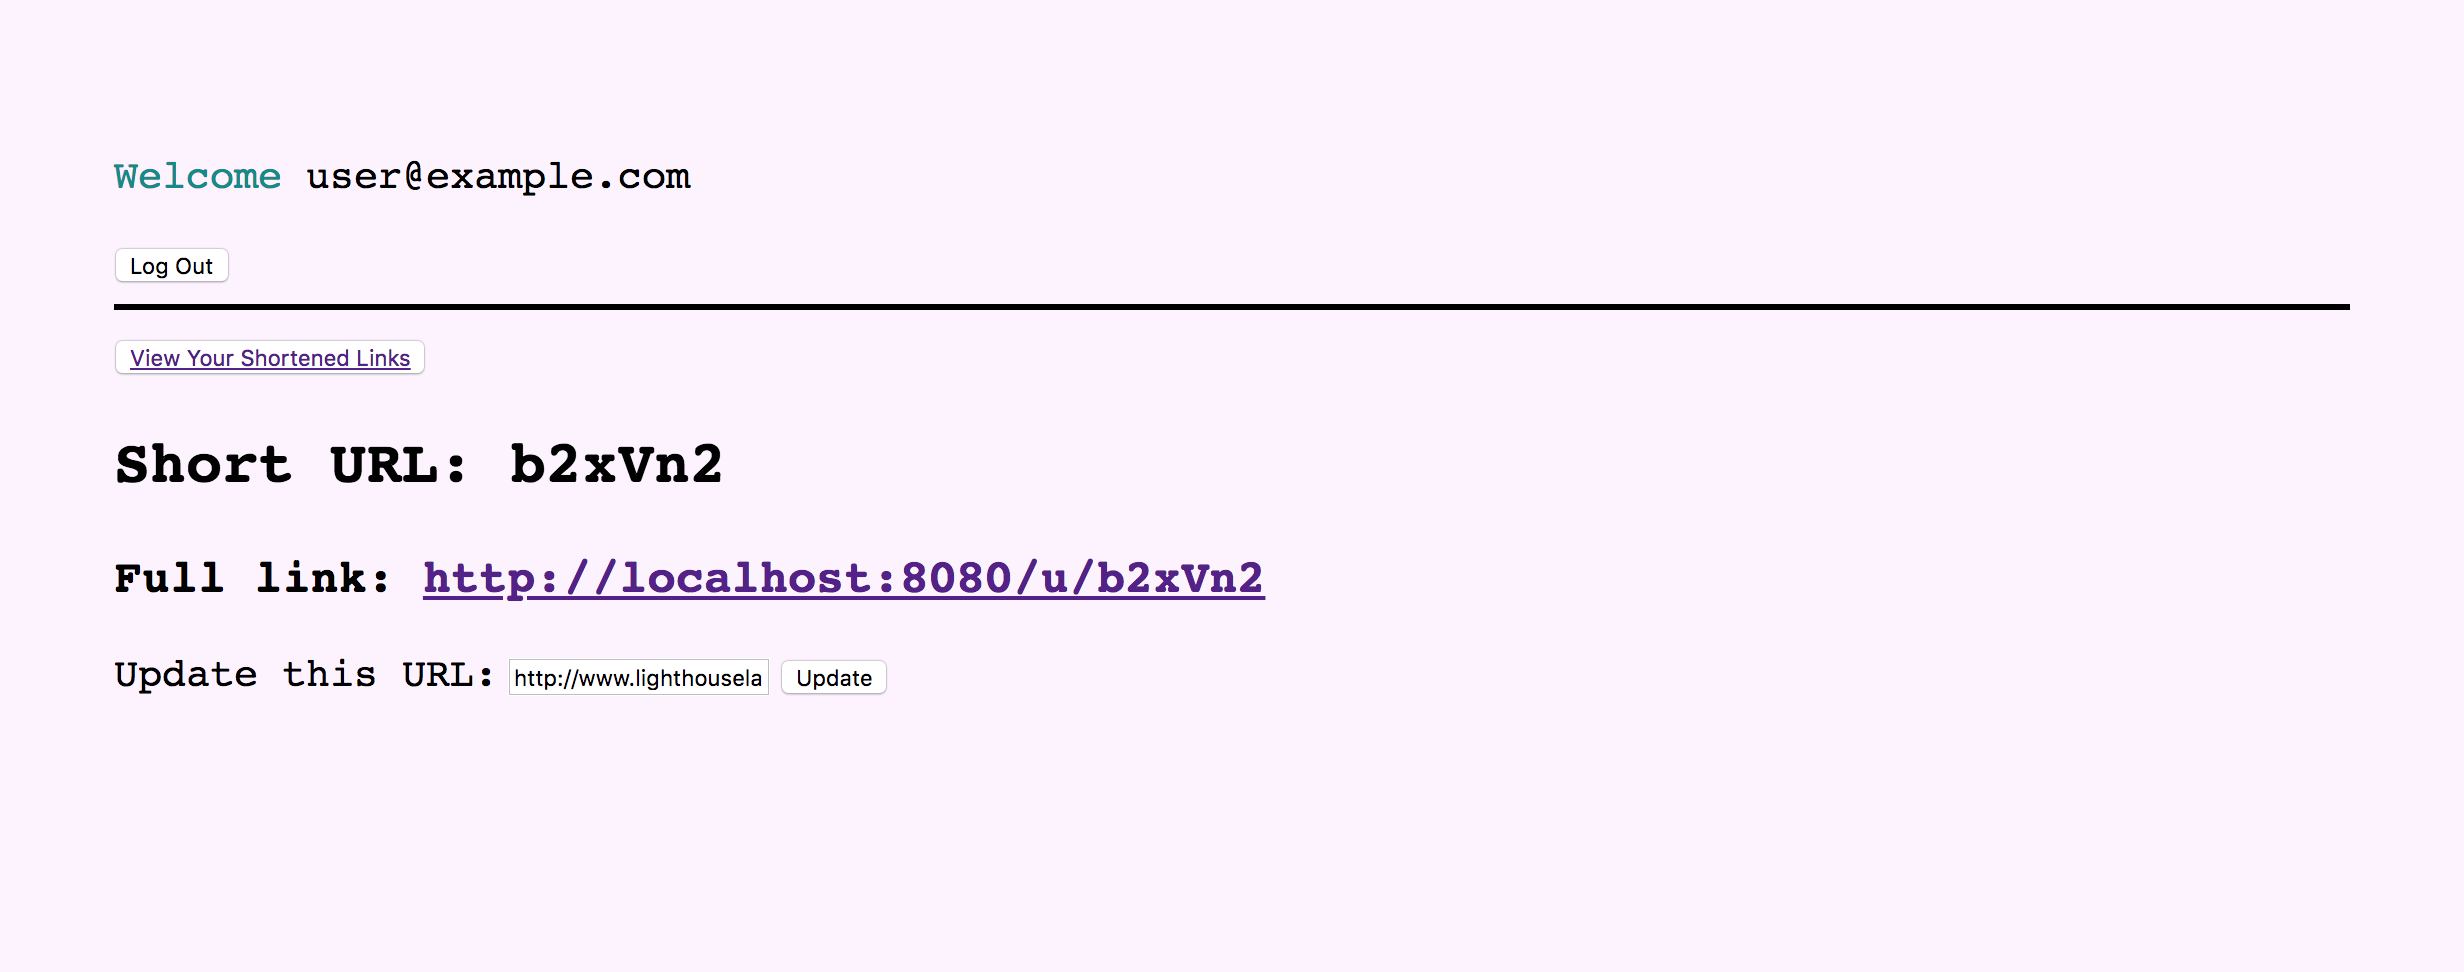 Welcome user@example.com
Log Out
View Your Shortened Links
Short URL: b2xVn2
Full link: http://localhost:8080/u/b2xVn2
Update this URL: http://www.lighthousela Update